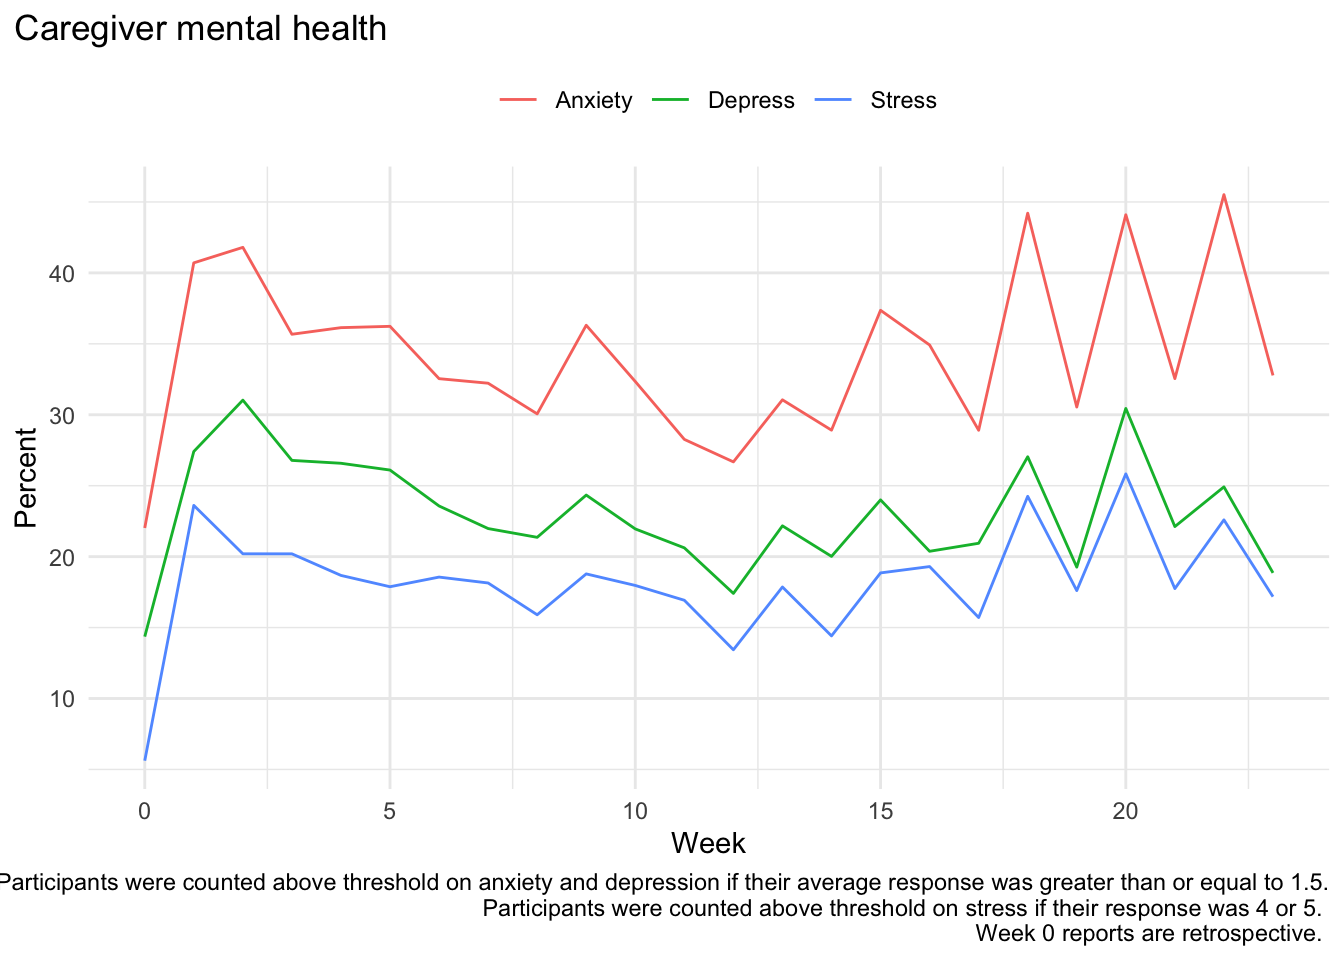 Caregiver mental health
Anxiety Depress Stress
Percent
40
30
20
10
0 5 10 15 20
Week
Participants were counted above threshold on anxiety and depression if their average response was greater than or equal to 1.5.
Participants were counted above threshold on stress if their response was 4 or 5.
Week 0 reports are retrospective.